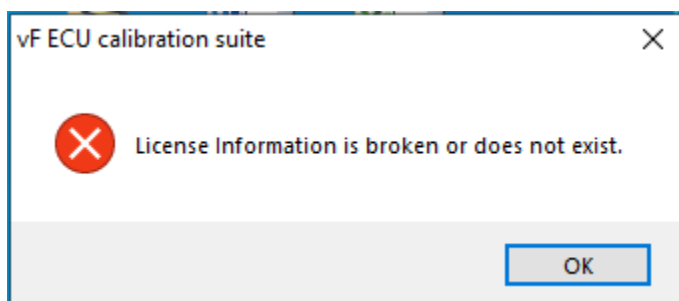 vF ECU calibration suite
License Information is broken or does not exist.
OK